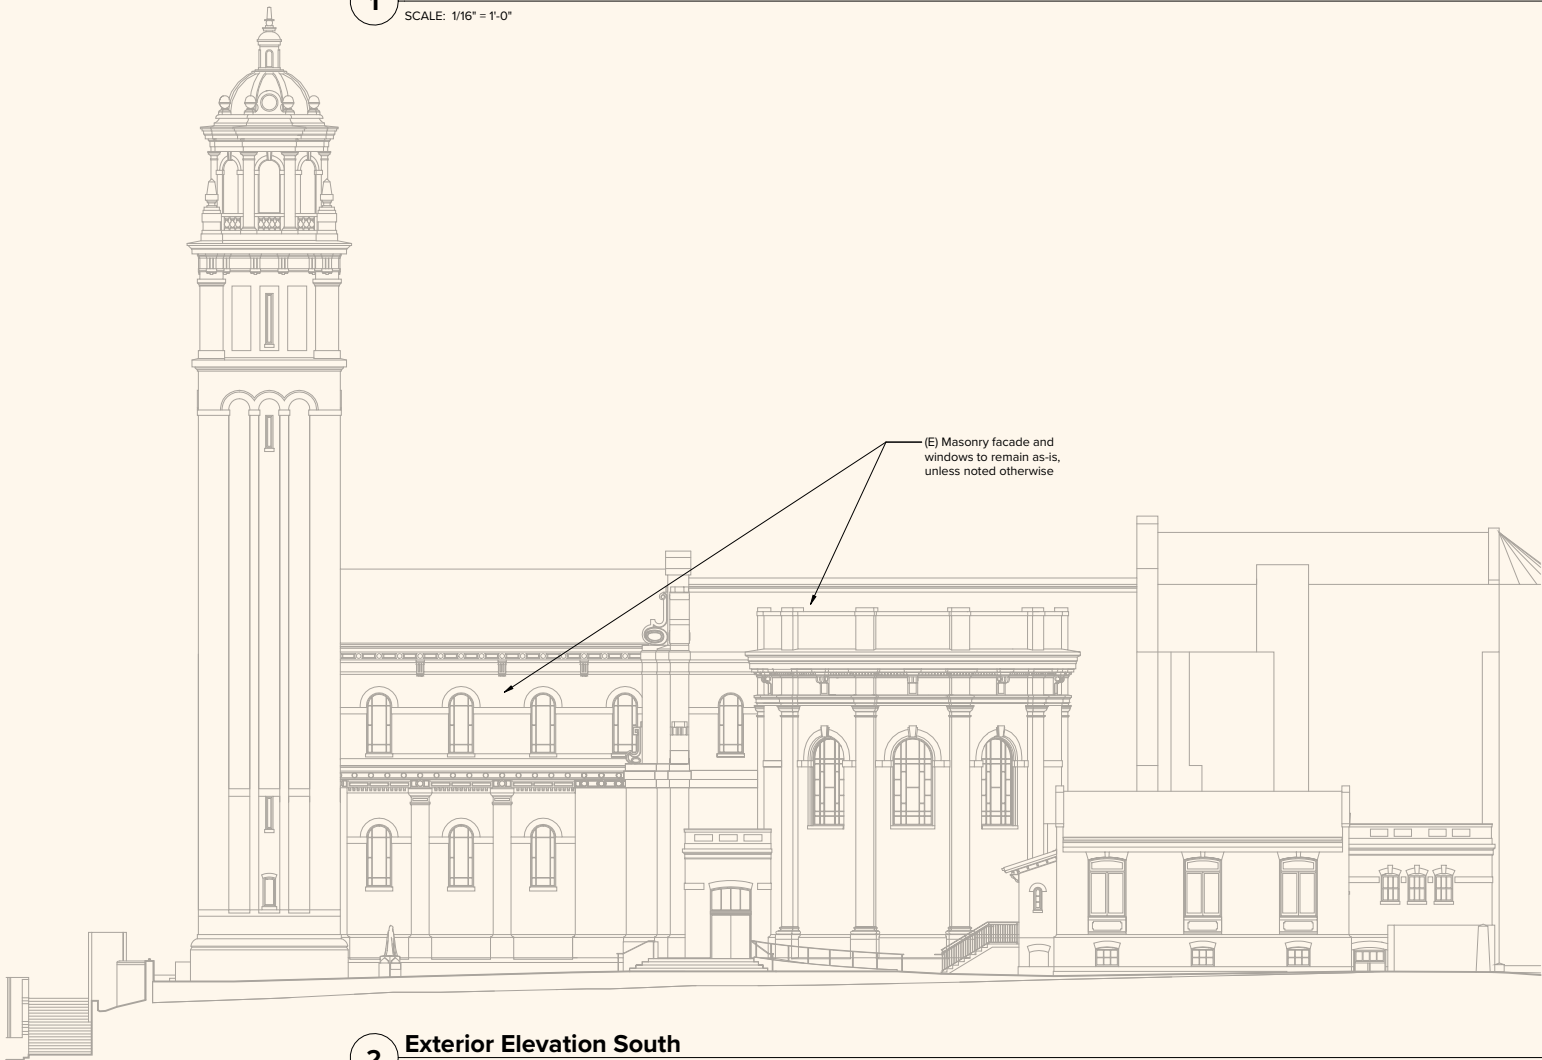 1
SCALE: 1/16" = 1'-0"
(E) Masonry facade and
windows to remain as-is,
unless noted otherwise
2
Exterior Elevation South